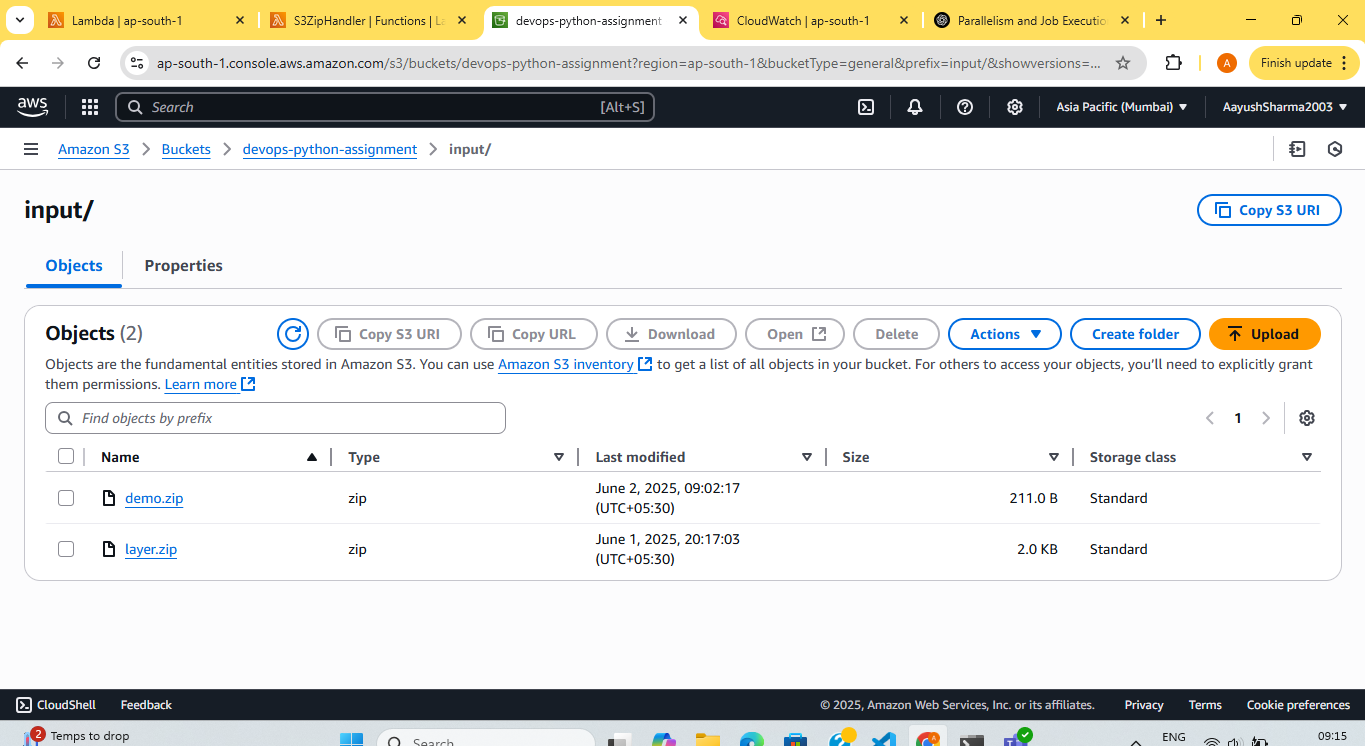 Lambda | ap-south-1
S3ZipHandler | Functions | La
devops-python-assignment
CloudWatch | ap-south-1
Parallelism and Job Executio
ap-south-1.console.aws.amazon.com/s3/buckets/devops-python-assignment?region=ap-south-1&bucketType=general&prefix=input/&showversions=...
A
Finish update
aws
Search
[Alt+S]
Asia Pacific (Mumbai)
AayushSharma2003
Amazon S3
Buckets
devops-python-assignment
input/
input/
Copy S3 URI
Objects
Properties
Objects (2)
Copy S3 URI
Copy URL
Download
Open
Delete
Actions
Create folder
Upload
Objects are the fundamental entities stored in Amazon S3. You can use Amazon S3 inventory to get a list of all objects in your bucket. For others to access your objects, you'll need to explicitly grant
them permissions. Learn more
Find objects by prefix
1
Name
Type
Last modified
Size
Storage class
demo.zip
zip
June 2, 2025, 09:02:17
(UTC+05:30)
211.0 B
Standard
layer.zip
zip
June 1, 2025, 20:17:03
(UTC+05:30)
2.0 KB
Standard
CloudShell
Feedback
© 2025, Amazon Web Services, Inc. or its affiliates.
Privacy
Terms
Cookie preferences
2
Temps to drop
Search
ENG
09:15